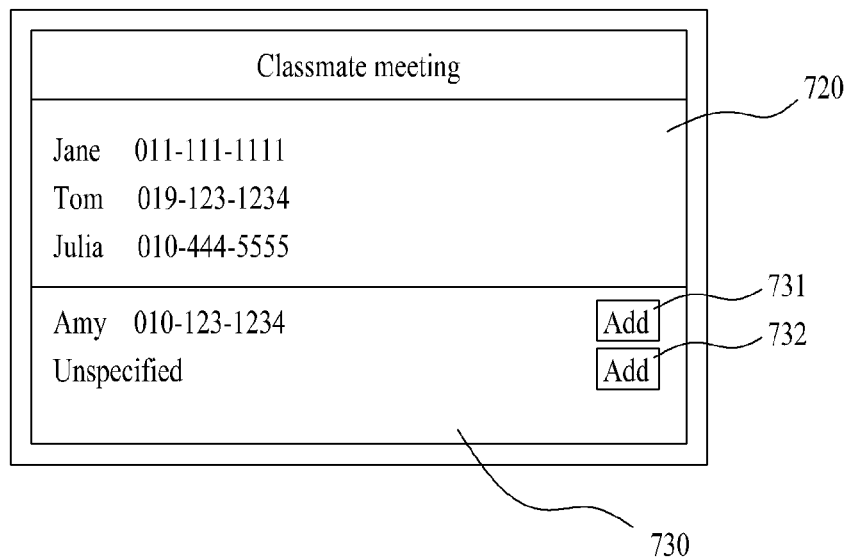 Classmate meeting
720
Jane 011-111-1111
Tom 019-123-1234
Julia 010-444-5555
731
Amy 010-123-1234 Add
732
Unspecified Add
730